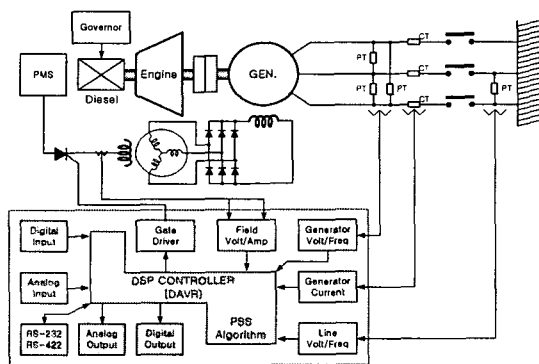 Governor
PMS
Diesel
Engine
GEN.
CT
PT
PT
CT
PT
Digital
Input
Analog
Input
RS-232
RS-422
Gate
Driver
Field
Volt/Amp
Generator
Volt/Freq
DSP CONTROLLER
(DAVR)
PSS
Algorithm
Generator
Current
Line
Volt/Freq
Analog
Output
Digital
Output